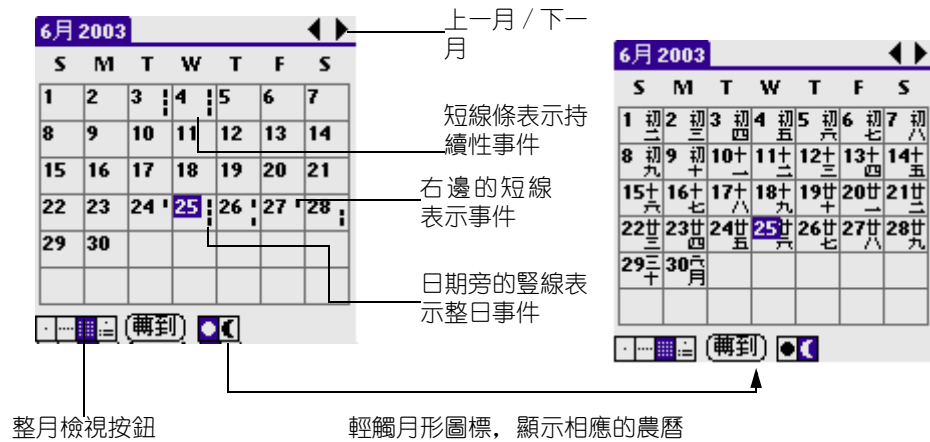 6月 2003
S M T W T F S
1 2 3 4 5 6 7
8 9 10 11 12 13 14
15 16 17 18 19 20 21
22 23 24 25 26 27 28
29 30
轉到
上一月 / 下一
月
短線條表示持
續性事件
右邊的短線
表示事件
日期旁的豎線表
示整日事件
整月檢視按鈕
6月 2003
S M T W T F S
1 初二 2 初三 3 初四 4 初五 5 初六 6 初七 7 初八
8 初九 9 初十 10 十一 11 十二 12 十三 13 十四 14 十五
15 十六 16 十七 17 十八 18 十九 19 廿十 20 廿一 21 廿二
22 廿三 23 廿四 24 廿五 25 廿六 26 廿七 27 廿八 28 廿九
29 三十 30 六月
轉到
輕觸月形圖標，顯示相應的農曆